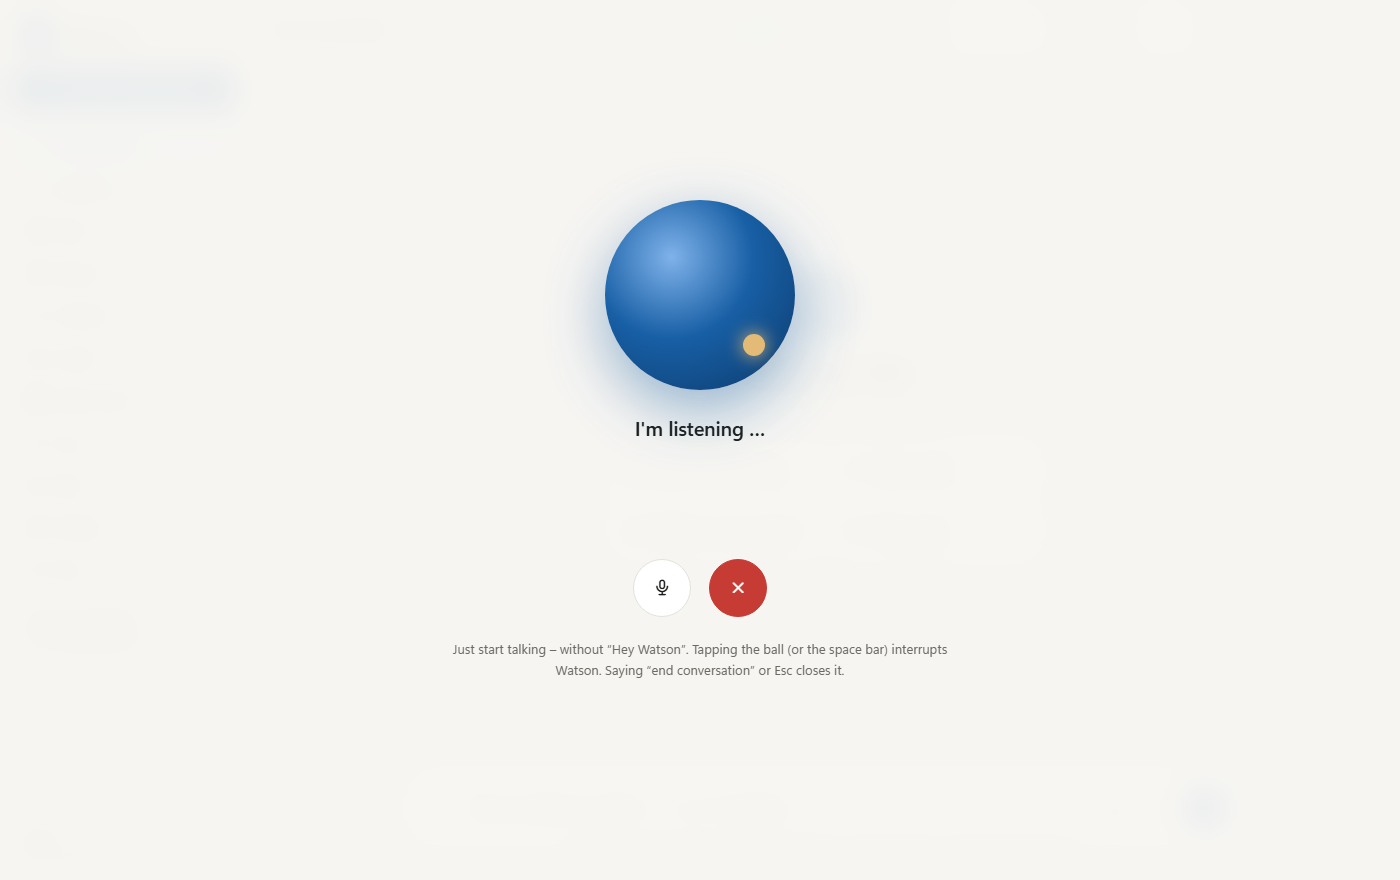 I'm listening ...
Just start talking – without “Hey Watson”. Tapping the ball (or the space bar) interrupts
Watson. Saying “end conversation” or Esc closes it.